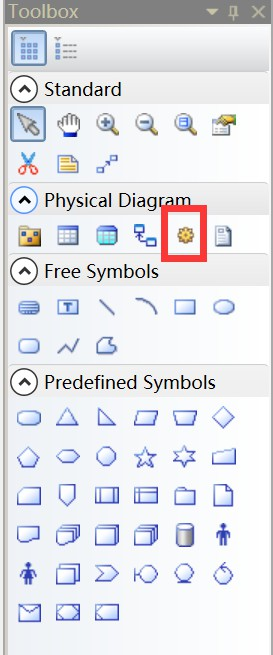 Toolbox
Standard
Physical Diagram
Free Symbols
Predefined Symbols